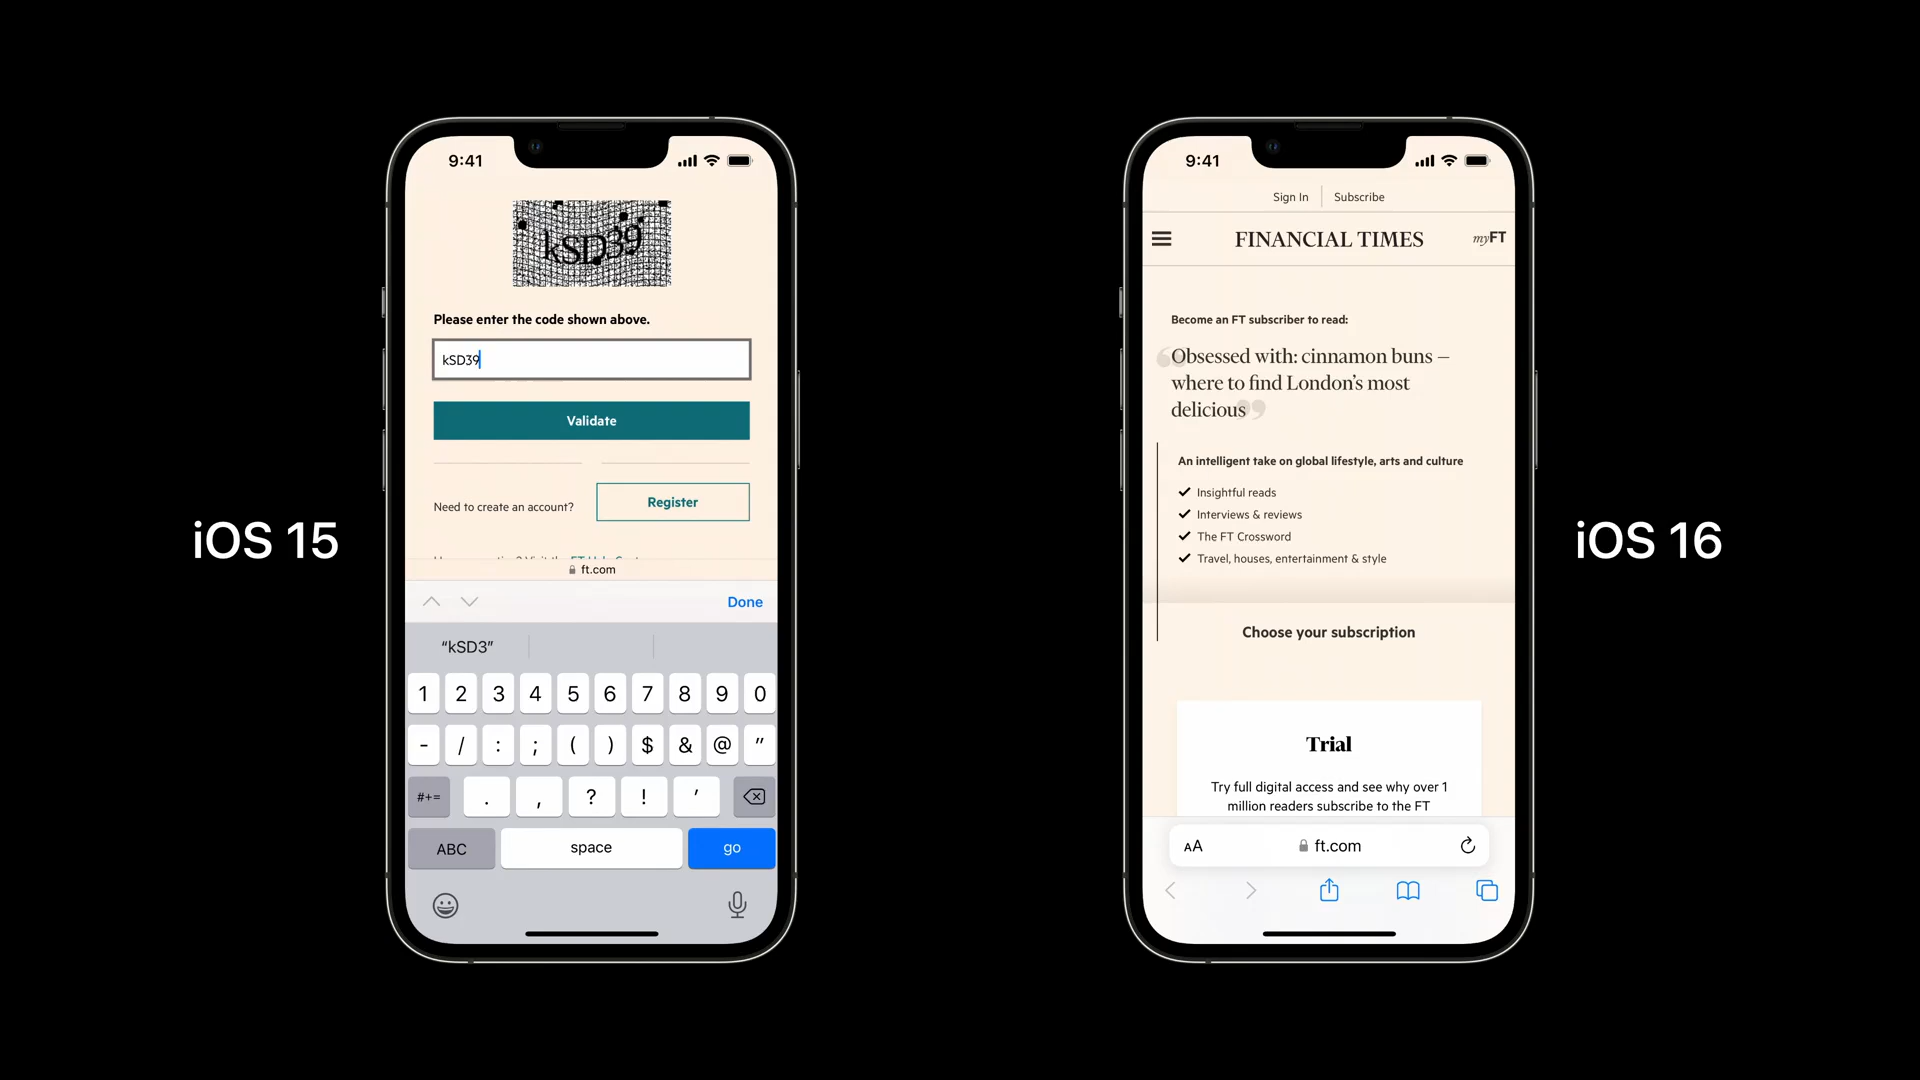 iOS 15
9:41
kSD39
Please enter the code shown above.
kSD39
Validate
Need to create an account?
Register
ft.com
Done
“kSD3”
1 2 3 4 5 6 7 8 9 0
- / : ; ( ) $ & @ "
#+= . , ? ! '
ABC space go
9:41
Sign In Subscribe
FINANCIAL TIMES
myFT
Become an FT subscriber to read:
“Obsessed with: cinnamon buns –
where to find London’s most
delicious”
An intelligent take on global lifestyle, arts and culture
Insightful reads
Interviews & reviews
The FT Crossword
Travel, houses, entertainment & style
Choose your subscription
Trial
Try full digital access and see why over 1
million readers subscribe to the FT
AA ft.com
iOS 16